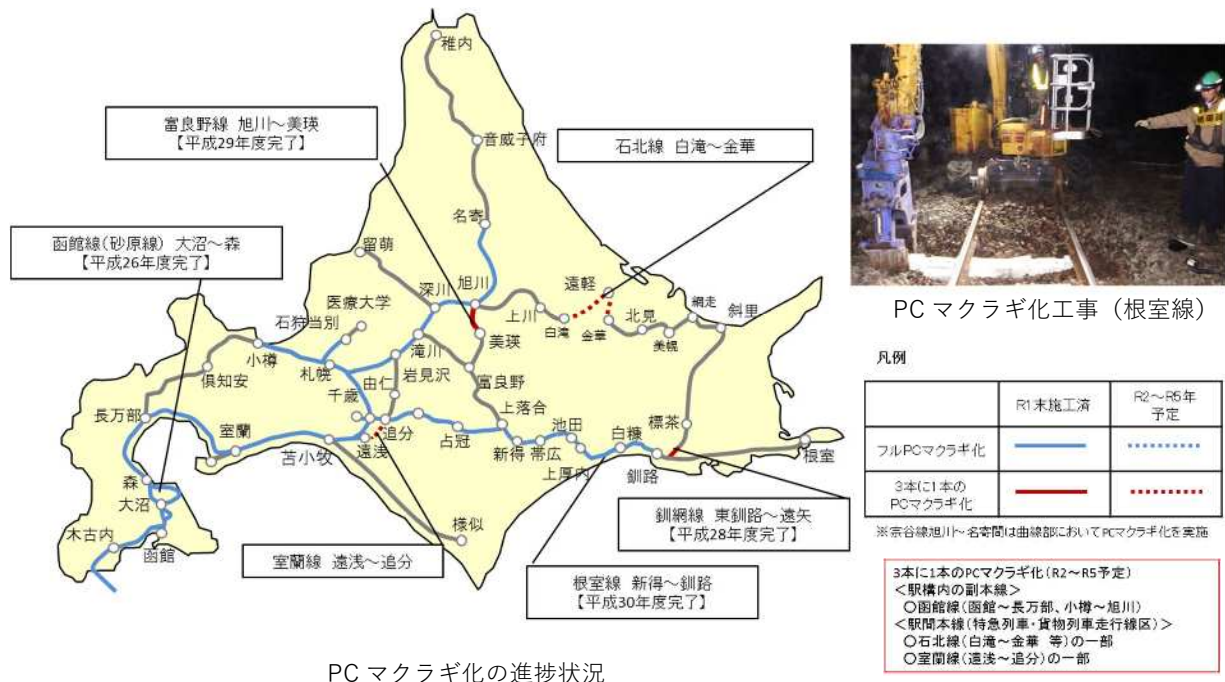 稚内
富良野線 旭川～美瑛
【平成29年度完了】
石北線 白滝～金華
音威子府
名寄
函館線(砂原線) 大沼～森
【平成26年度完了】
留萌
深川
旭川
遠軽
医療大学
石狩当別
上川
白滝
金華
北見
美幌
網走
斜里
小樽
札幌
滝川
美瑛
岩見沢
倶知安
由仁
富良野
千歳
上落合
長万部
室蘭
追分
占冠
池田
白糠
標茶
苫小牧
遠浅
新得
帯広
上厚内
釧路
根室
森
大沼
様似
木古内
函館
釧網線 東釧路～遠矢
【平成28年度完了】
室蘭線 遠浅～追分
根室線 新得～釧路
【平成30年度完了】
PC マクラギ化の進捗状況
PC マクラギ化工事（根室線）
凡例
R1末施工済
R2～R5年
予定
フルPCマクラギ化
3本に1本の
PCマクラギ化
※宗谷線旭川～名寄間は曲線部においてPCマクラギ化を実施
3本に1本のPCマクラギ化(R2～R5予定)
＜駅構内の副本線＞
○函館線(函館～長万部、小樽～旭川)
＜駅間本線(特急列車・貨物列車走行線区)＞
○石北線(白滝～金華 等)の一部
○室蘭線(遠浅～追分)の一部